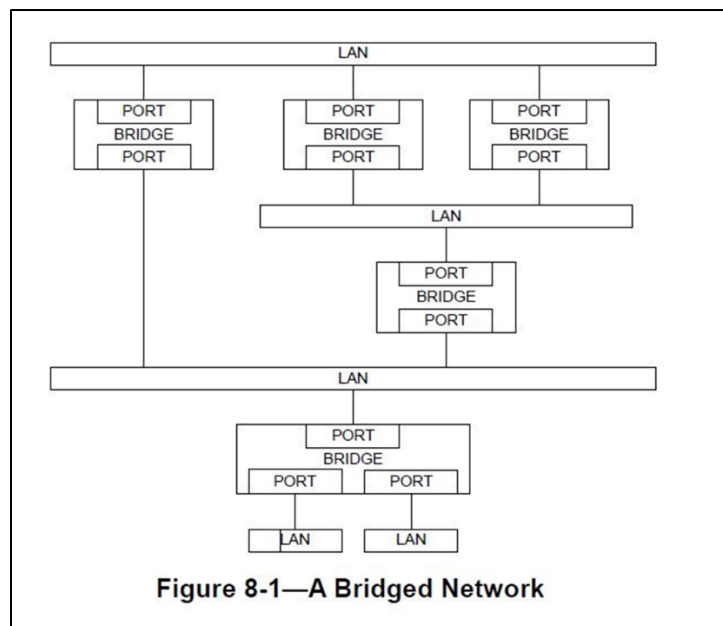 LAN
PORT PORT PORT
BRIDGE BRIDGE BRIDGE
PORT PORT PORT
LAN
PORT
BRIDGE
PORT
LAN
PORT
BRIDGE
PORT PORT
LAN LAN
Figure 8-1—A Bridged Network